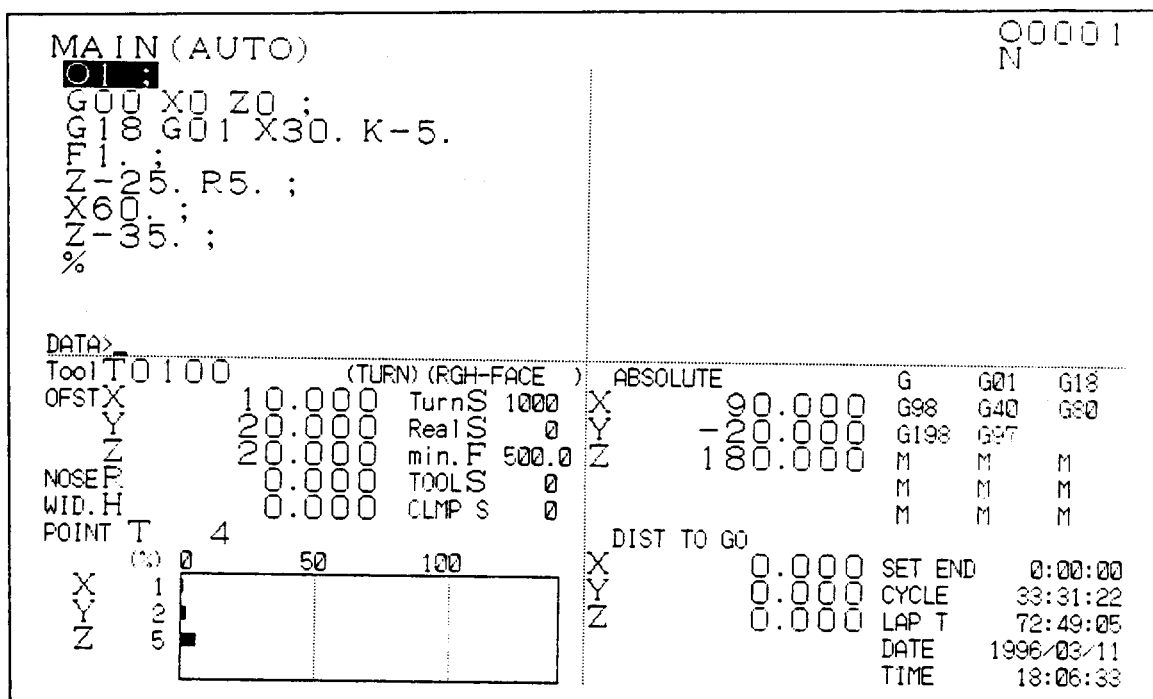 MAIN (AUTO) O0001
N
O1 ;
G00 X0 Z0 ;
G18 G01 X30. K-5.
F1. ;
Z-25. R5. ;
X60. ;
Z-35. ;
%
DATA>_
Tool T0100 (TURN) (RGH-FACE )
OFST X 10.000 Turn S 1000
Y 20.000 Real S 0
Z 20.000 min. F 500.0
NOSE R 0.000 TOOL S 0
WID. H 0.000 CLMP S 0
POINT T 4
(%) 0 50 100
X 1
Y 2
Z 5
ABSOLUTE
X 90.000
Y -20.000
Z 180.000
G G01 G18
G98 G40 G80
G198 G97
M M M
M M M
M M M
DIST TO GO
X 0.000
Y 0.000
Z 0.000
SET END 0:00:00
CYCLE 33:31:22
LAP T 72:49:05
DATE 1996/03/11
TIME 18:06:33